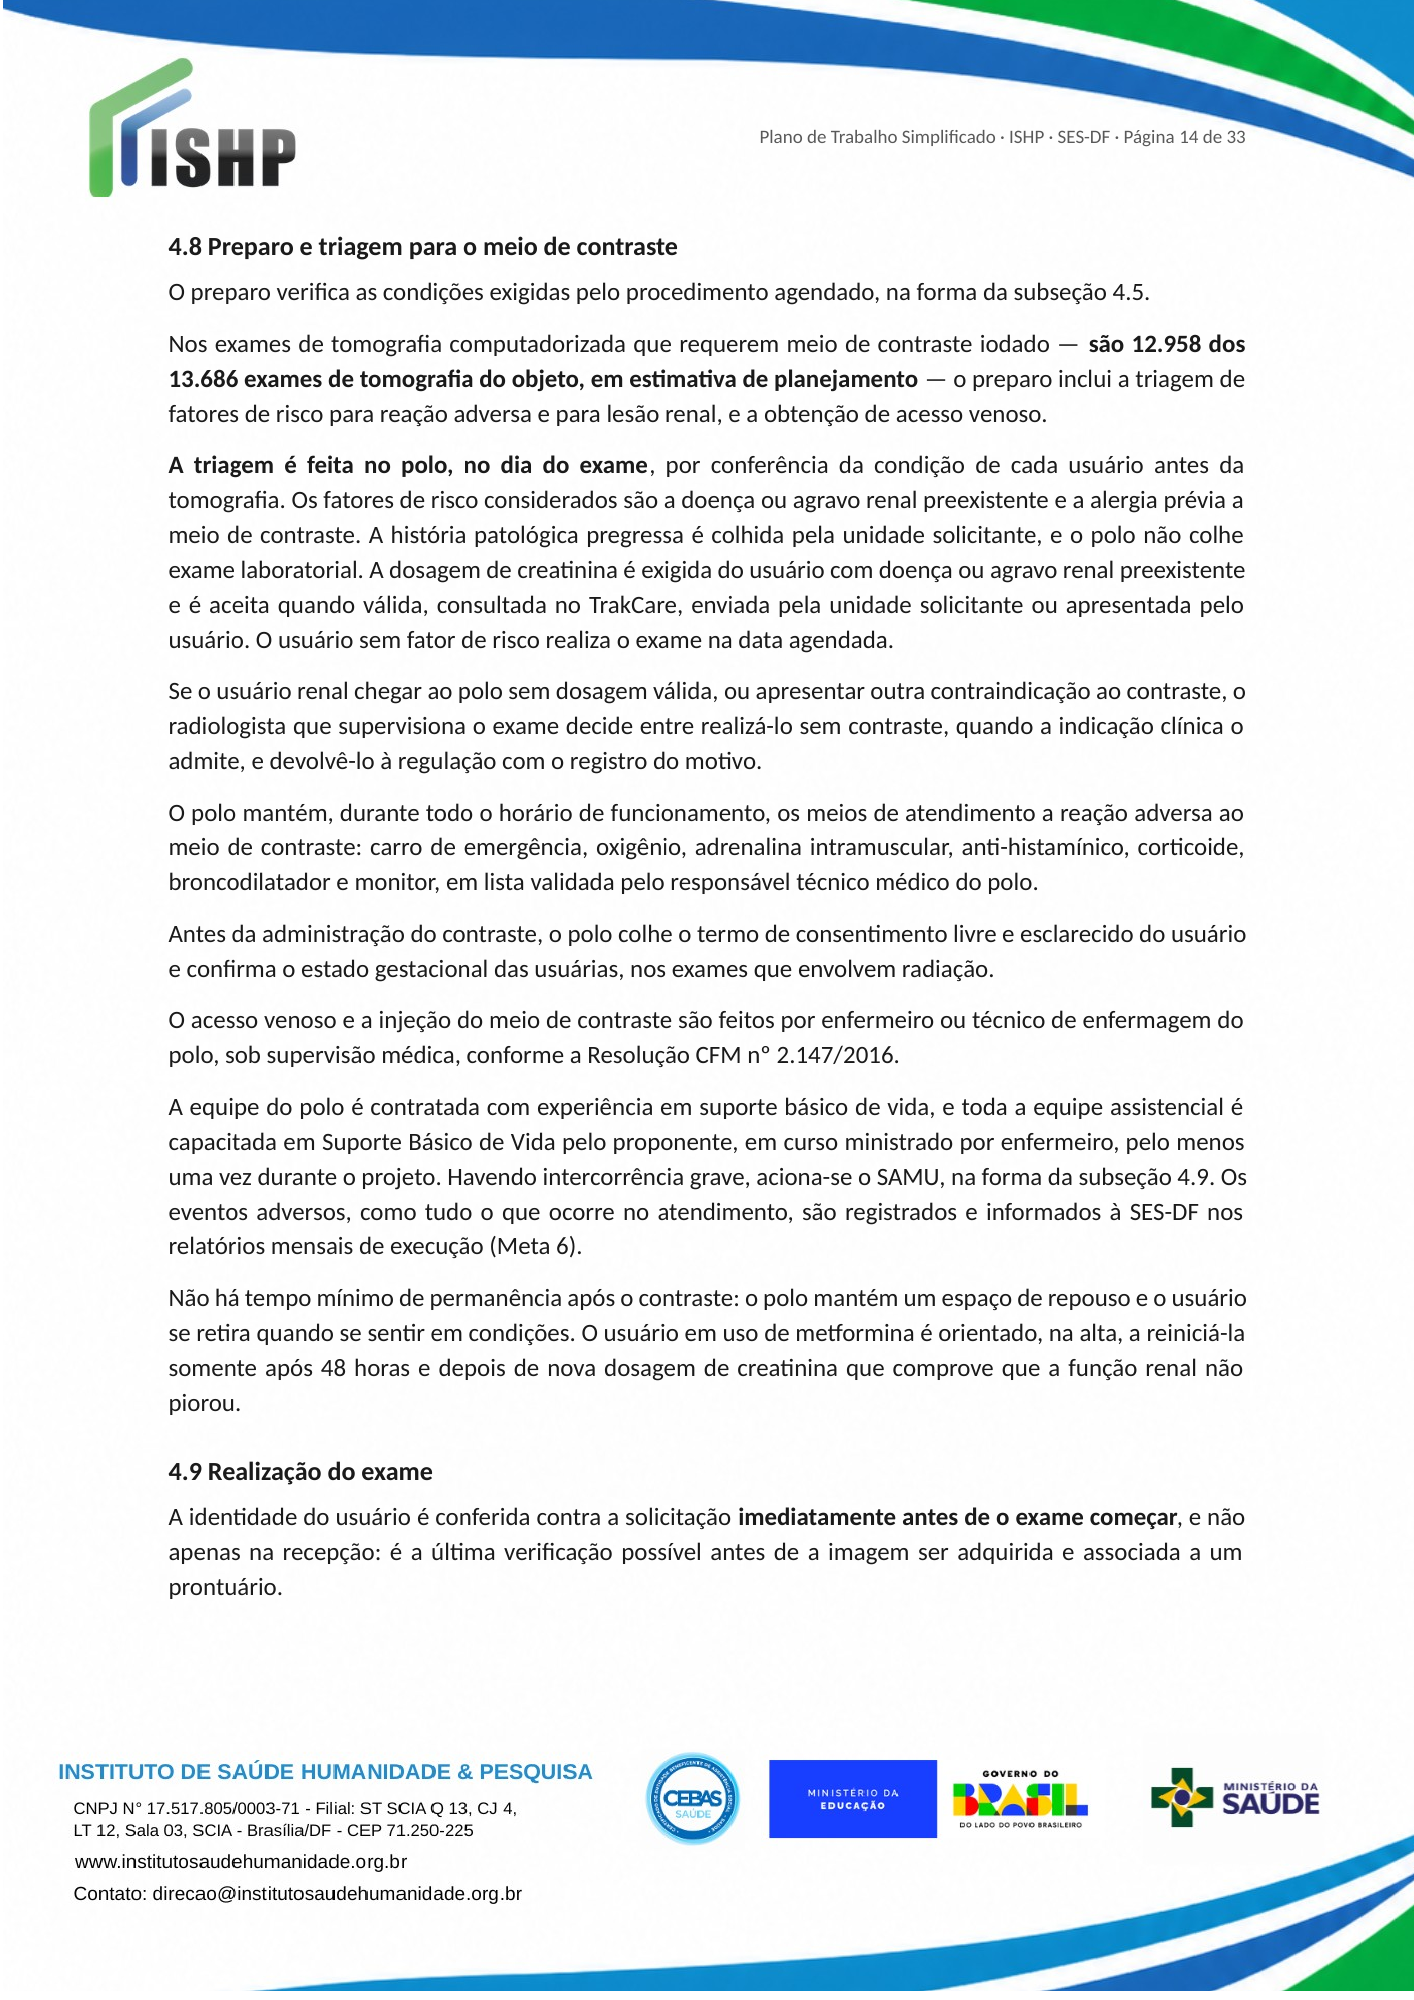 ISHP
Plano de Trabalho Simplificado · ISHP · SES-DF · Página 14 de 33
4.8 Preparo e triagem para o meio de contraste
O preparo verifica as condições exigidas pelo procedimento agendado, na forma da subseção 4.5.
Nos exames de tomografia computadorizada que requerem meio de contraste iodado — são 12.958 dos
13.686 exames de tomografia do objeto, em estimativa de planejamento — o preparo inclui a triagem de
fatores de risco para reação adversa e para lesão renal, e a obtenção de acesso venoso.
A triagem é feita no polo, no dia do exame, por conferência da condição de cada usuário antes da
tomografia. Os fatores de risco considerados são a doença ou agravo renal preexistente e a alergia prévia a
meio de contraste. A história patológica pregressa é colhida pela unidade solicitante, e o polo não colhe
exame laboratorial. A dosagem de creatinina é exigida do usuário com doença ou agravo renal preexistente
e é aceita quando válida, consultada no TrakCare, enviada pela unidade solicitante ou apresentada pelo
usuário. O usuário sem fator de risco realiza o exame na data agendada.
Se o usuário renal chegar ao polo sem dosagem válida, ou apresentar outra contraindicação ao contraste, o
radiologista que supervisiona o exame decide entre realizá-lo sem contraste, quando a indicação clínica o
admite, e devolvê-lo à regulação com o registro do motivo.
O polo mantém, durante todo o horário de funcionamento, os meios de atendimento a reação adversa ao
meio de contraste: carro de emergência, oxigênio, adrenalina intramuscular, anti-histamínico, corticoide,
broncodilatador e monitor, em lista validada pelo responsável técnico médico do polo.
Antes da administração do contraste, o polo colhe o termo de consentimento livre e esclarecido do usuário
e confirma o estado gestacional das usuárias, nos exames que envolvem radiação.
O acesso venoso e a injeção do meio de contraste são feitos por enfermeiro ou técnico de enfermagem do
polo, sob supervisão médica, conforme a Resolução CFM nº 2.147/2016.
A equipe do polo é contratada com experiência em suporte básico de vida, e toda a equipe assistencial é
capacitada em Suporte Básico de Vida pelo proponente, em curso ministrado por enfermeiro, pelo menos
uma vez durante o projeto. Havendo intercorrência grave, aciona-se o SAMU, na forma da subseção 4.9. Os
eventos adversos, como tudo o que ocorre no atendimento, são registrados e informados à SES-DF nos
relatórios mensais de execução (Meta 6).
Não há tempo mínimo de permanência após o contraste: o polo mantém um espaço de repouso e o usuário
se retira quando se sentir em condições. O usuário em uso de metformina é orientado, na alta, a reiniciá-la
somente após 48 horas e depois de nova dosagem de creatinina que comprove que a função renal não
piorou.
4.9 Realização do exame
A identidade do usuário é conferida contra a solicitação imediatamente antes de o exame começar, e não
apenas na recepção: é a última verificação possível antes de a imagem ser adquirida e associada a um
prontuário.
INSTITUTO DE SAÚDE HUMANIDADE & PESQUISA
CNPJ N° 17.517.805/0003-71 - Filial: ST SCIA Q 13, CJ 4,
LT 12, Sala 03, SCIA - Brasília/DF - CEP 71.250-225
www.institutosaudehumanidade.org.br
Contato: direcao@institutosaudehumanidade.org.br
CEBAS
SAÚDE
MINISTÉRIO DA
EDUCAÇÃO
GOVERNO DO
BRASIL
DO LADO DO POVO BRASILEIRO
MINISTÉRIO DA
SAÚDE